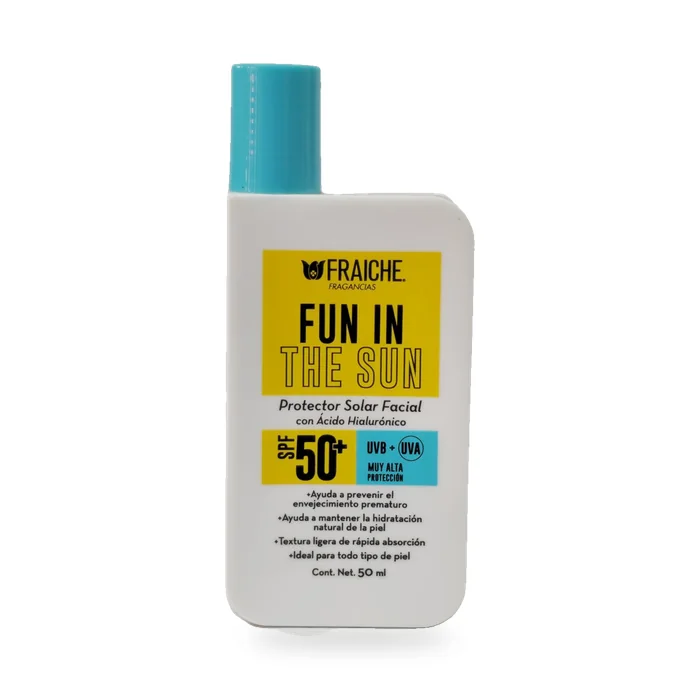 FRAICHE®
FRAGANCIAS
FUN IN
THE SUN
Protector Solar Facial
con Ácido Hialurónico
SPF 50+
UVB + UVA
MUY ALTA
PROTECCIÓN
•Ayuda a prevenir el
envejecimiento prematuro
•Ayuda a mantener la hidratación
natural de la piel
•Textura ligera de rápida absorción
•Ideal para todo tipo de piel
Cont. Net. 50 ml